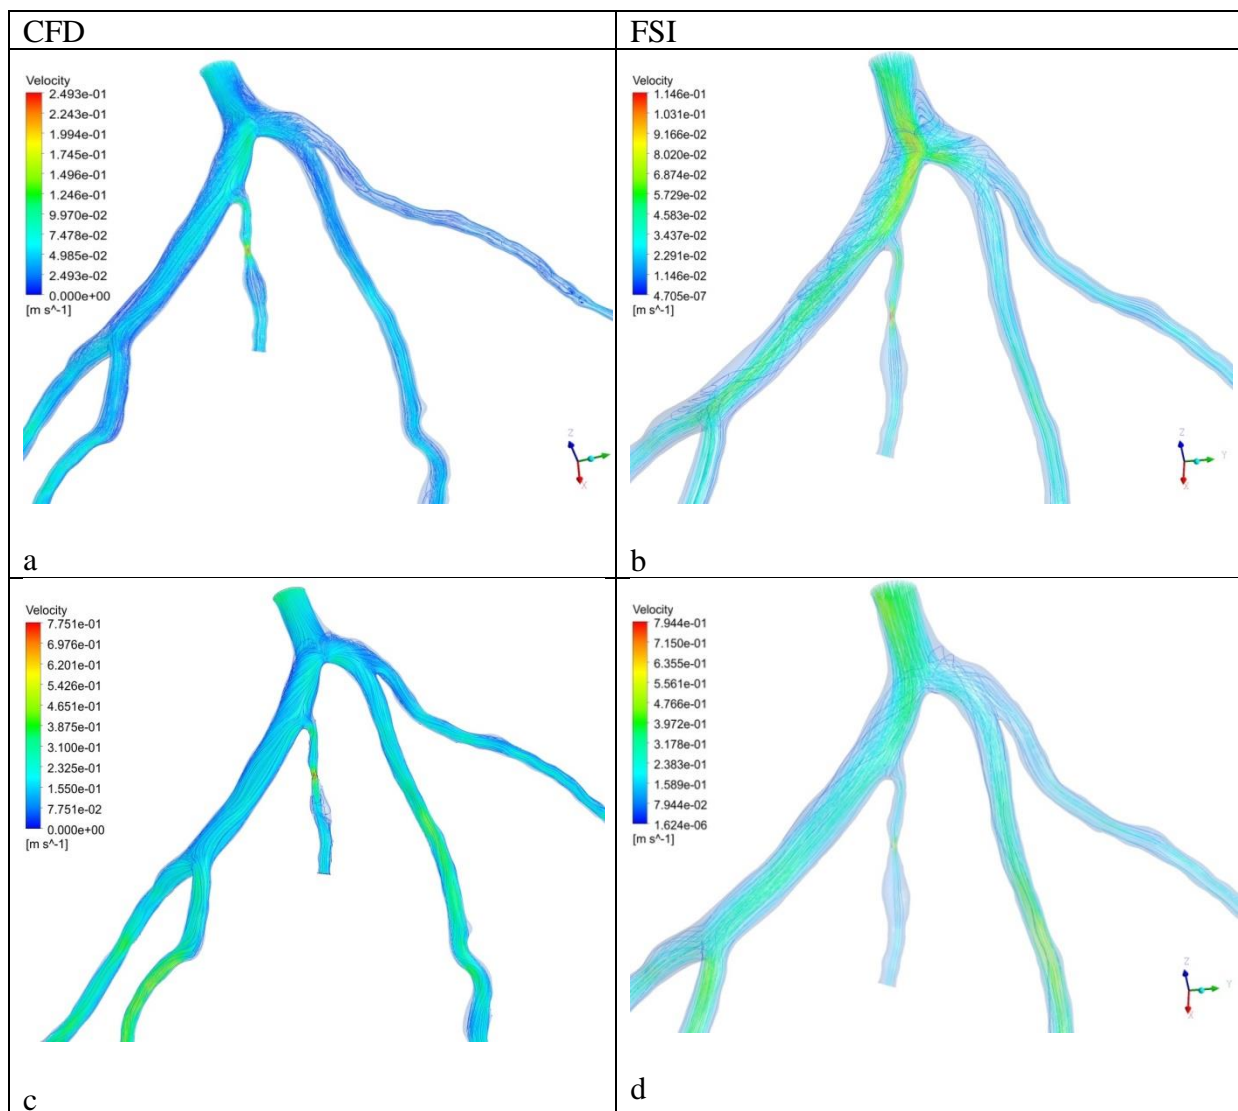 CFD
FSI
Velocity
2.493e-01
2.243e-01
1.994e-01
1.745e-01
1.496e-01
1.246e-01
9.970e-02
7.478e-02
4.985e-02
2.493e-02
0.000e+00
[m s^-1]
Z
X
a
Velocity
1.146e-01
1.031e-01
9.166e-02
8.020e-02
6.874e-02
5.729e-02
4.583e-02
3.437e-02
2.291e-02
1.146e-02
4.705e-07
[m s^-1]
Z
Y
X
b
Velocity
7.751e-01
6.976e-01
6.201e-01
5.426e-01
4.651e-01
3.875e-01
3.100e-01
2.325e-01
1.550e-01
7.751e-02
0.000e+00
[m s^-1]
c
Velocity
7.944e-01
7.150e-01
6.355e-01
5.561e-01
4.766e-01
3.972e-01
3.178e-01
2.383e-01
1.589e-01
7.944e-02
1.624e-06
[m s^-1]
Z
Y
X
d